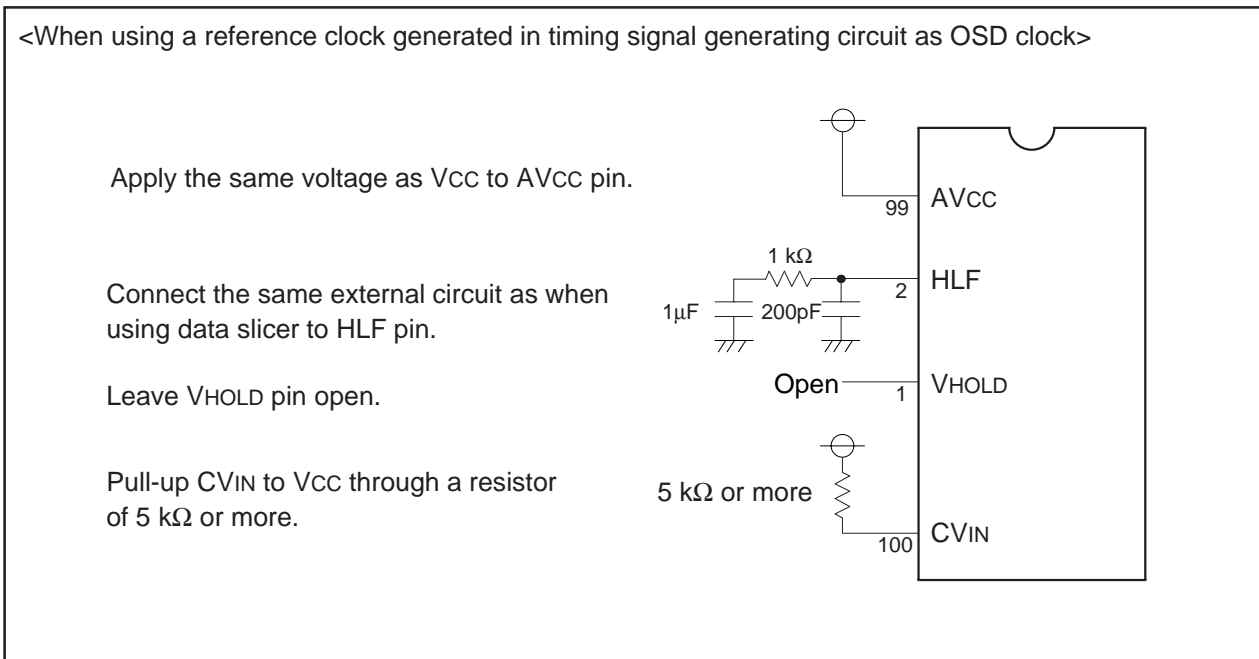 <When using a reference clock generated in timing signal generating circuit as OSD clock>
Apply the same voltage as VCC to AVCC pin.
99
AVCC
Connect the same external circuit as when
using data slicer to HLF pin.
1 kΩ
1μF
200pF
2
HLF
Leave VHOLD pin open.
Open
1
VHOLD
Pull-up CVIN to VCC through a resistor
of 5 kΩ or more.
5 kΩ or more
100
CVIN